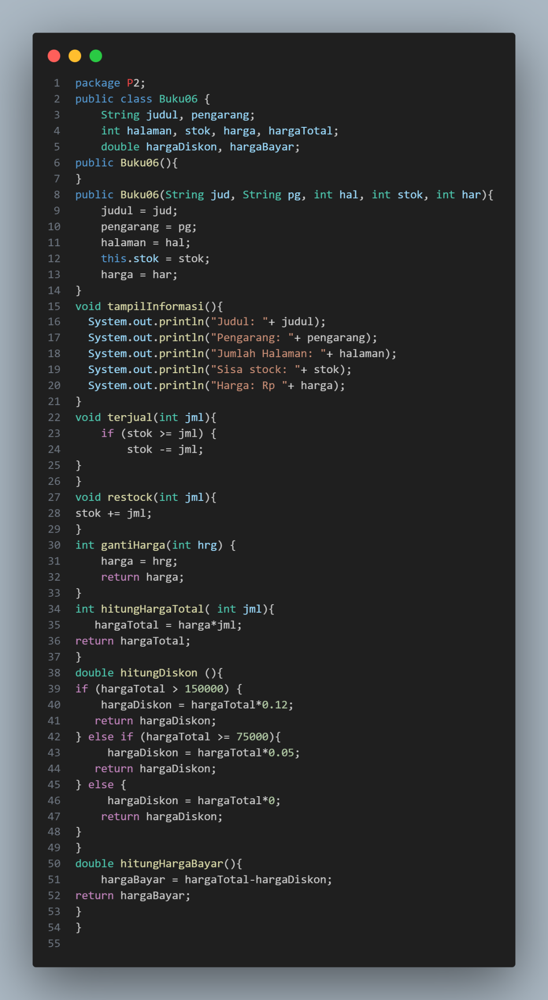 1 package P2;
2 public class Buku06 {
3     String judul, pengarang;
4     int halaman, stok, harga, hargaTotal;
5     double hargaDiskon, hargaBayar;
6 public Buku06(){
7 }
8 public Buku06(String jud, String pg, int hal, int stok, int har){
9     judul = jud;
10     pengarang = pg;
11     halaman = hal;
12     this.stok = stok;
13     harga = har;
14 }
15 void tampilInformasi(){
16   System.out.println("Judul: "+ judul);
17   System.out.println("Pengarang: "+ pengarang);
18   System.out.println("Jumlah Halaman: "+ halaman);
19   System.out.println("Sisa stock: "+ stok);
20   System.out.println("Harga: Rp "+ harga);
21 }
22 void terjual(int jml){
23     if (stok >= jml) {
24         stok -= jml;
25 }
26 }
27 void restock(int jml){
28 stok += jml;
29 }
30 int gantiHarga(int hrg) {
31     harga = hrg;
32     return harga;
33 }
34 int hitungHargaTotal( int jml){
35    hargaTotal = harga*jml;
36 return hargaTotal;
37 }
38 double hitungDiskon (){
39 if (hargaTotal > 150000) {
40     hargaDiskon = hargaTotal*0.12;
41    return hargaDiskon;
42 } else if (hargaTotal >= 75000){
43      hargaDiskon = hargaTotal*0.05;
44    return hargaDiskon;
45 } else {
46      hargaDiskon = hargaTotal*0;
47     return hargaDiskon;
48 }
49 }
50 double hitungHargaBayar(){
51     hargaBayar = hargaTotal-hargaDiskon;
52 return hargaBayar;
53 }
54 }
55